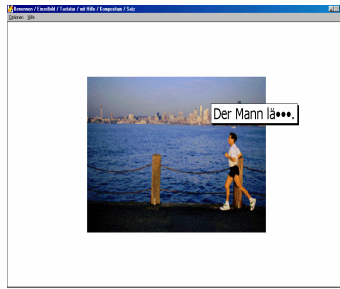 Benennen / Einzelbild / Tastatur / mit Hilfe / Kompositum / Satz
Optionen Hilfe
Der Mann lä●●●.